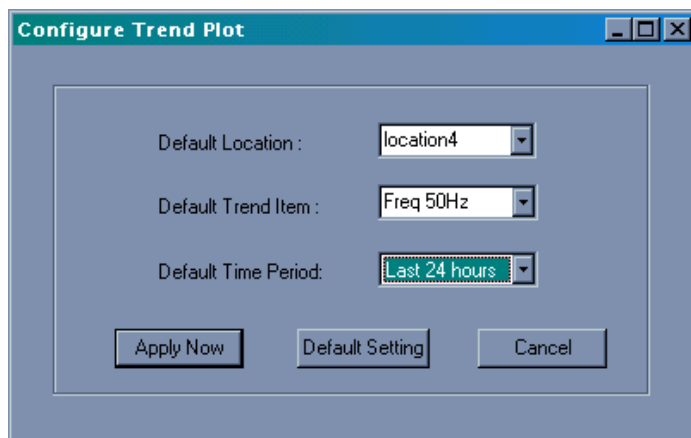 Configure Trend Plot
Default Location : location4
Default Trend Item : Freq 50Hz
Default Time Period: Last 24 hours
Apply Now Default Setting Cancel